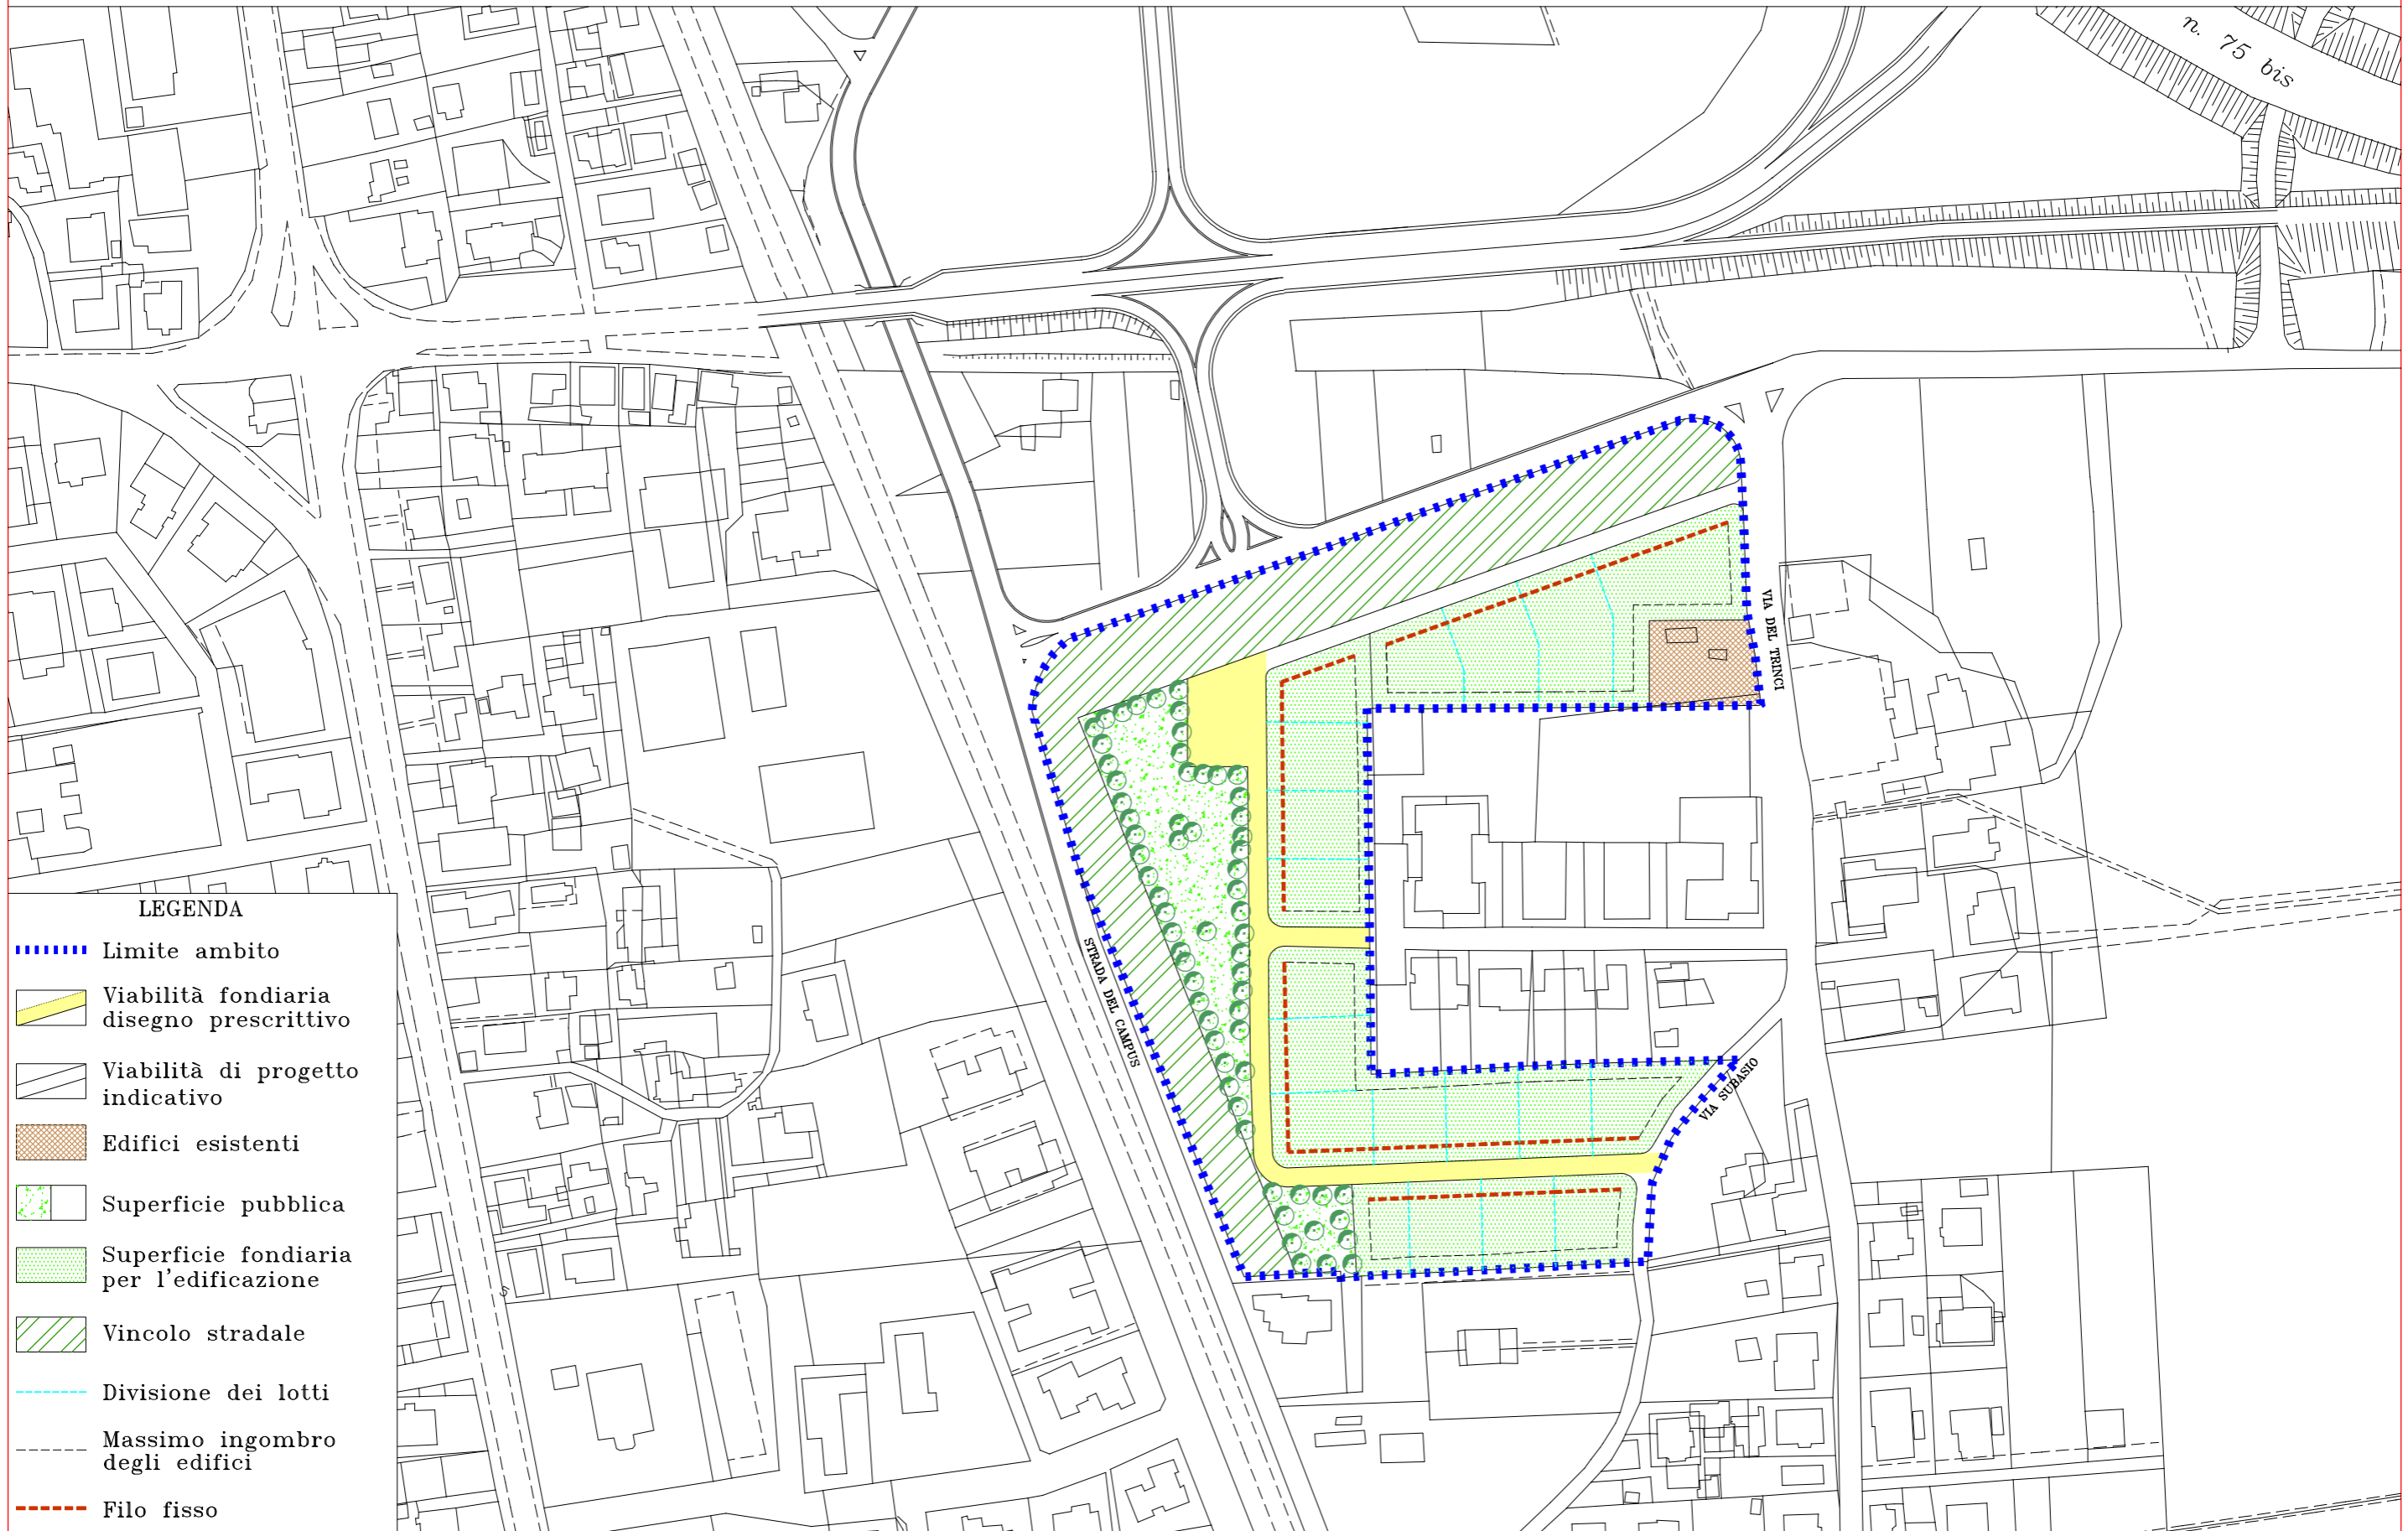 n. 75 bis
VIA DEL TRINCI
STRADA DEL CAMPUS
VIA SUBASIO
LEGENDA
Limite ambito
Viabilità fondiaria
disegno prescrittivo
Viabilità di progetto
indicativo
Edifici esistenti
Superficie pubblica
Superficie fondiaria
per l'edificazione
Vincolo stradale
Divisione dei lotti
Massimo ingombro
degli edifici
Filo fisso
S